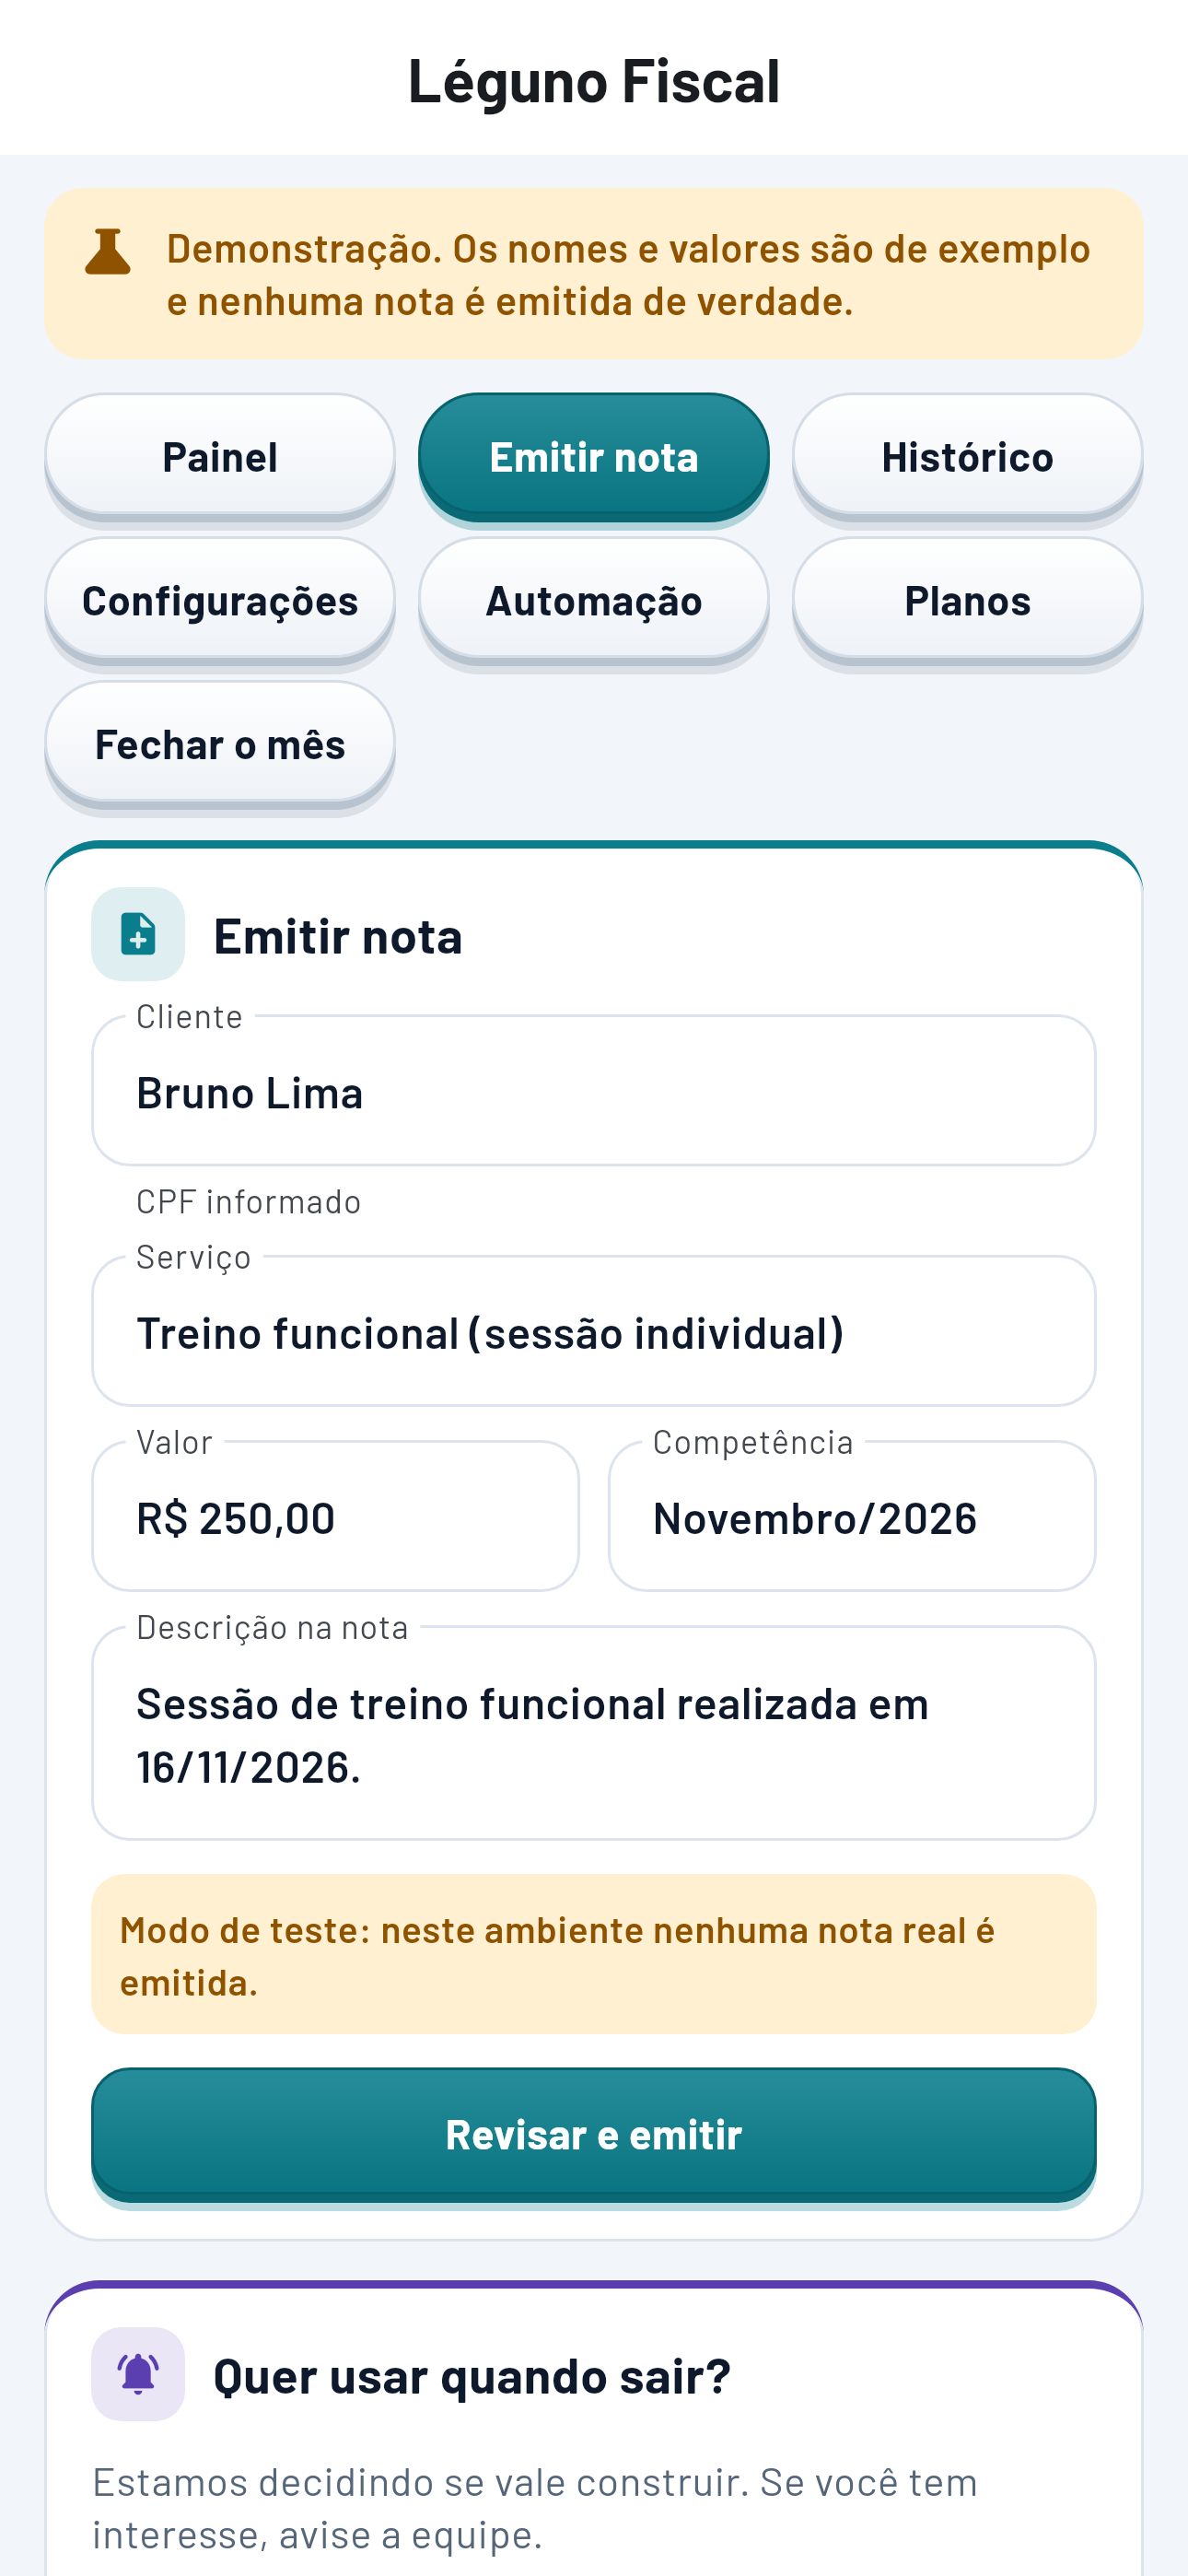 Léguno Fiscal
Demonstração. Os nomes e valores são de exemplo
e nenhuma nota é emitida de verdade.
Painel
Emitir nota
Histórico
Configurações
Automação
Planos
Fechar o mês
Emitir nota
Cliente
Bruno Lima
CPF informado
Serviço
Treino funcional (sessão individual)
Valor
Competência
R$ 250,00
Novembro/2026
Descrição na nota
Sessão de treino funcional realizada em
16/11/2026.
Modo de teste: neste ambiente nenhuma nota real é
emitida.
Revisar e emitir
Quer usar quando sair?
Estamos decidindo se vale construir. Se você tem
interesse, avise a equipe.